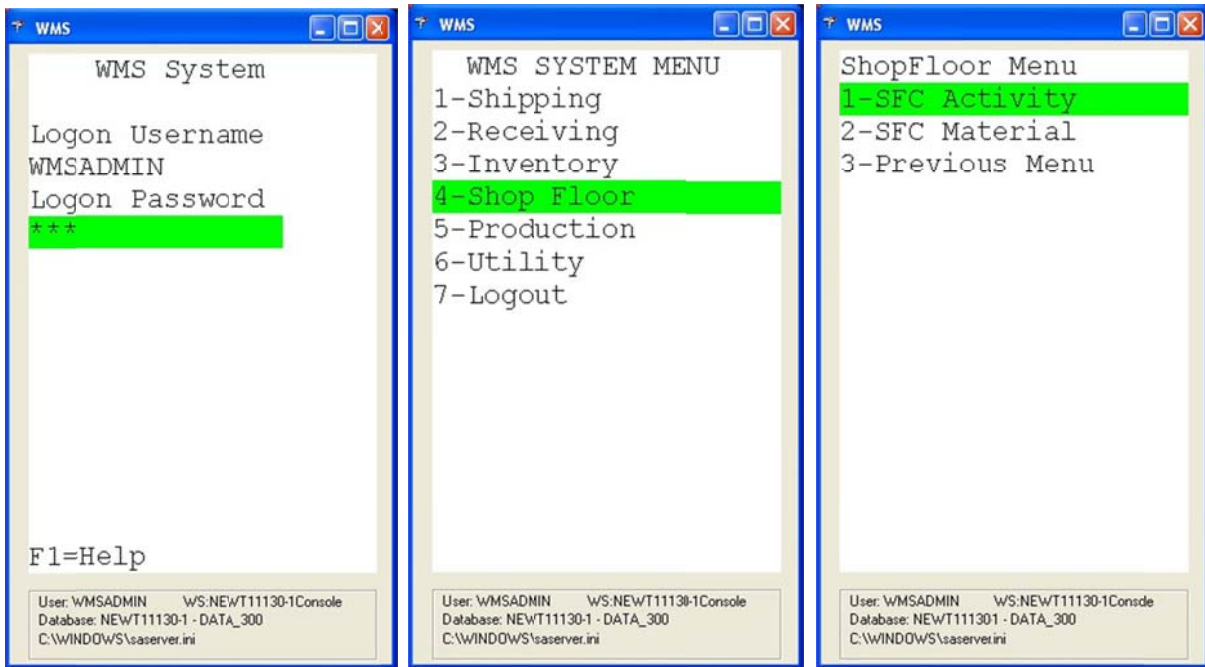 WMS
WMS System
Logon Username
WMSADMIN
Logon Password
***
F1=Help
User: WMSADMIN WS:NEWT11130-1Console
Database: NEWT11130-1 - DATA_300
C:\WINDOWS\saserver.ini
WMS
WMS SYSTEM MENU
1-Shipping
2-Receiving
3-Inventory
4-Shop Floor
5-Production
6-Utility
7-Logout
User: WMSADMIN WS:NEWT11130-1Console
Database: NEWT11130-1 - DATA_300
C:\WINDOWS\saserver.ini
WMS
ShopFloor Menu
1-SFC Activity
2-SFC Material
3-Previous Menu
User: WMSADMIN WS:NEWT11130-1Console
Database: NEWT111301 - DATA_300
C:\WINDOWS\saserver.ini